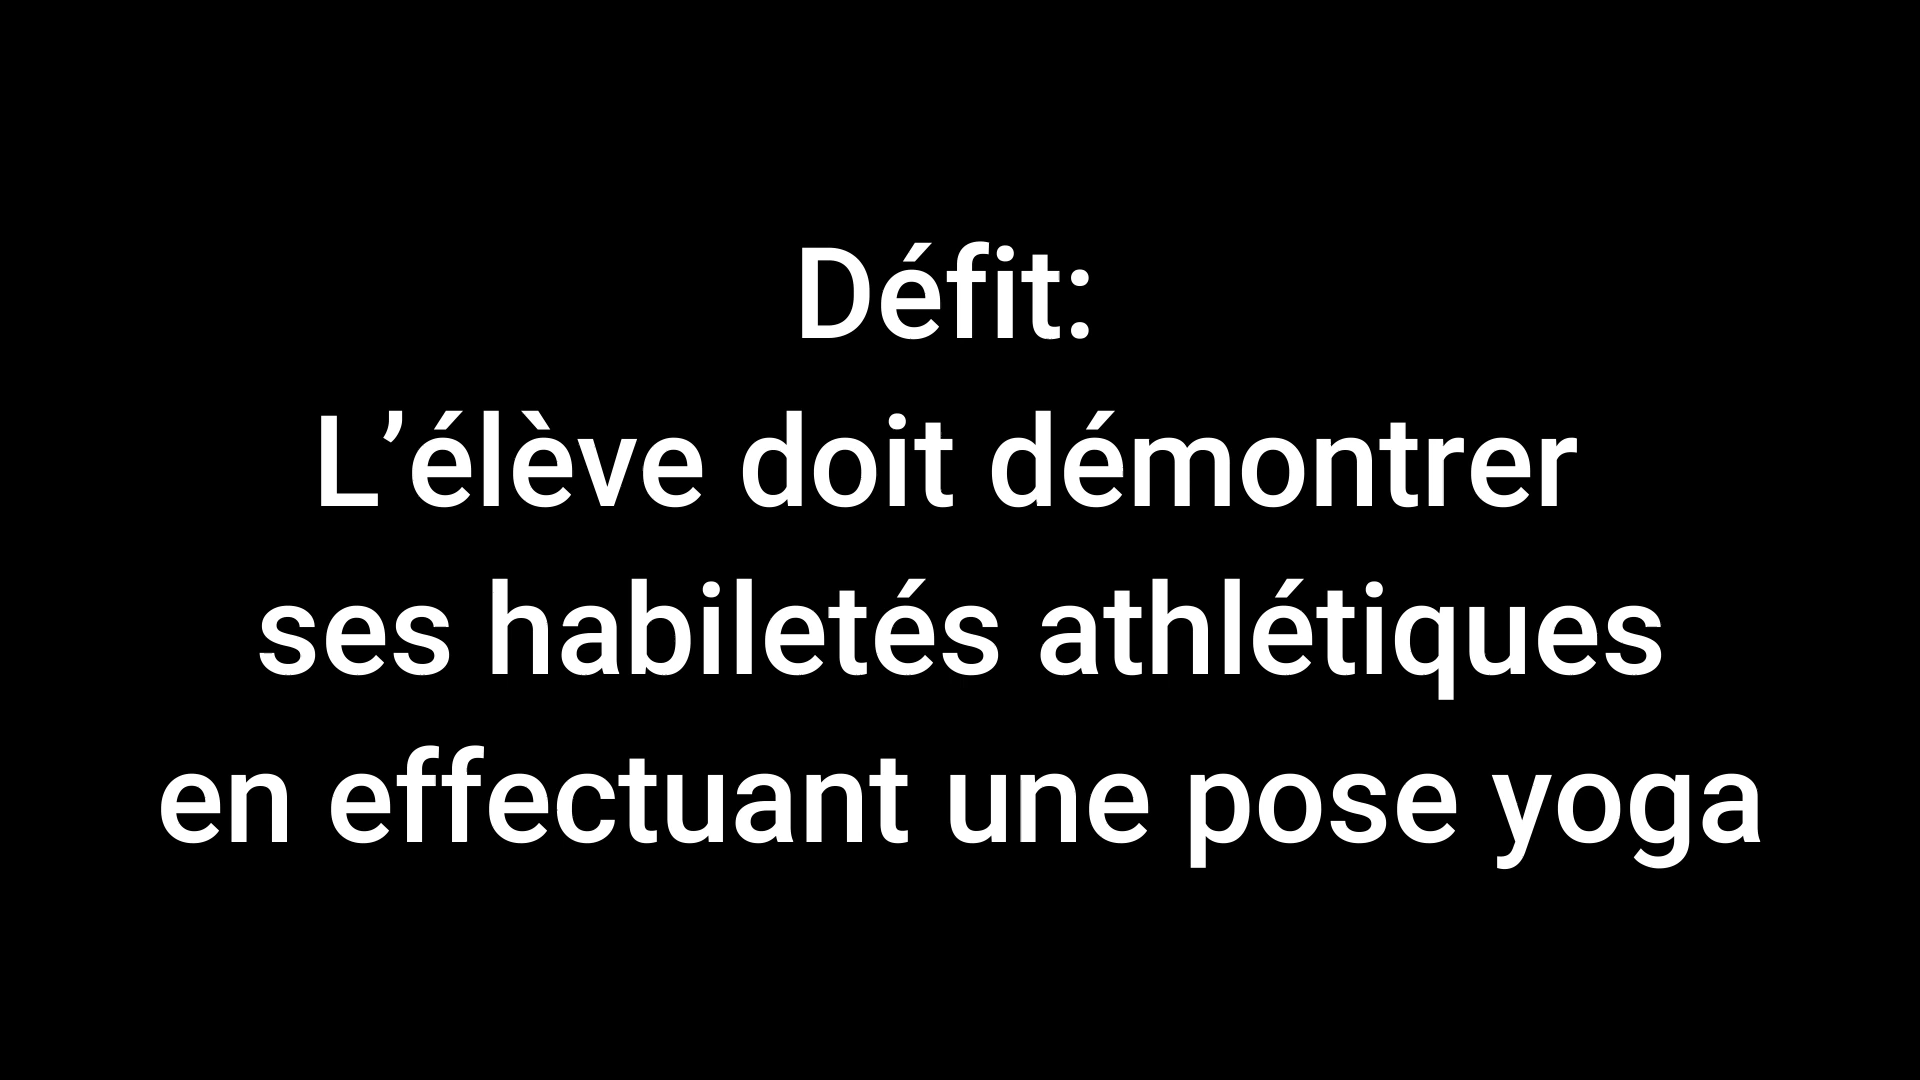 Défit:
L’élève doit démontrer
ses habiletés athlétiques
en effectuant une pose yoga